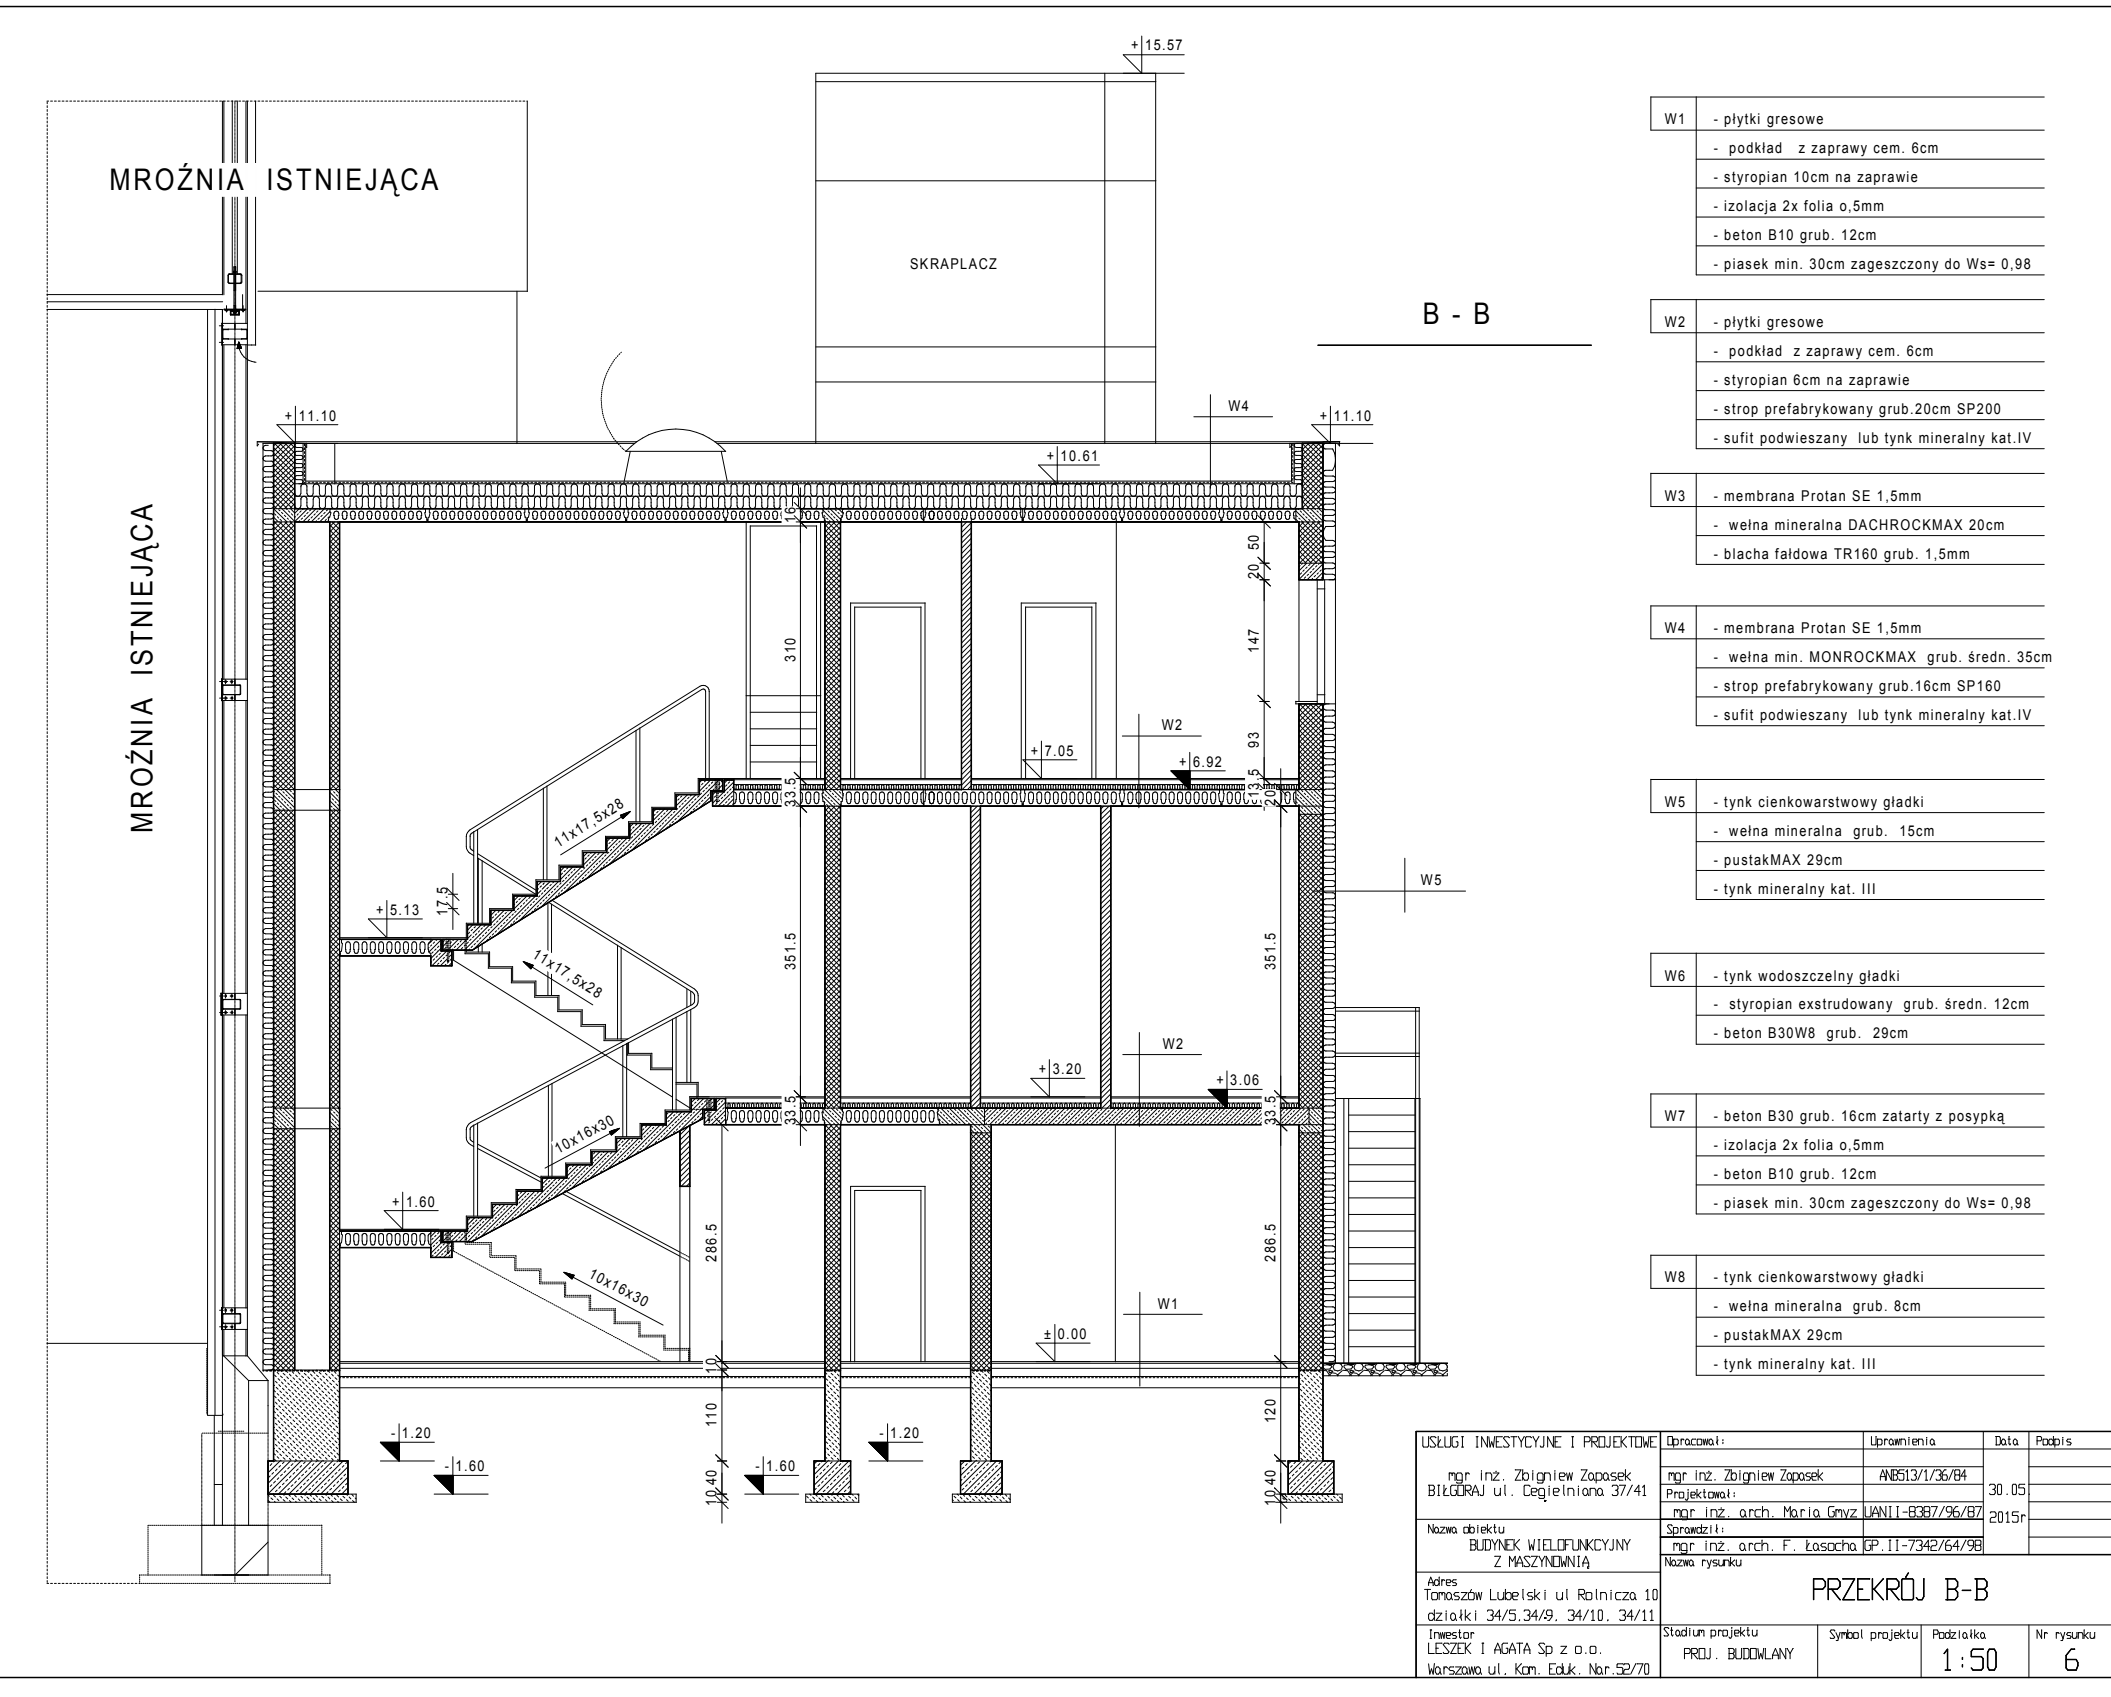 +15.57
MROŹNIA ISTNIEJĄCA
SKRAPLACZ
B - B
MROŹNIA ISTNIEJĄCA
+11.10
W4
+11.10
+10.61
16
50
20
310
147
93
W2
+7.05
+6.92
33.5
13.5
20
11x17,5x28
17.5
+5.13
11x17,5x28
W5
351.5
351.5
W2
+3.20
+3.06
33.5
33.5
10x16x30
+1.60
286.5
286.5
10x16x30
W1
±0.00
10
110
120
-1.20
-1.20
-1.60
-1.60
40
10
40
10
W1 - płytki gresowe
- podkład z zaprawy cem. 6cm
- styropian 10cm na zaprawie
- izolacja 2x folia o,5mm
- beton B10 grub. 12cm
- piasek min. 30cm zageszczony do Ws= 0,98
W2 - płytki gresowe
- podkład z zaprawy cem. 6cm
- styropian 6cm na zaprawie
- strop prefabrykowany grub.20cm SP200
- sufit podwieszany lub tynk mineralny kat.IV
W3 - membrana Protan SE 1,5mm
- wełna mineralna DACHROCKMAX 20cm
- blacha fałdowa TR160 grub. 1,5mm
W4 - membrana Protan SE 1,5mm
- wełna min. MONROCKMAX grub. średn. 35cm
- strop prefabrykowany grub.16cm SP160
- sufit podwieszany lub tynk mineralny kat.IV
W5 - tynk cienkowarstwowy gładki
- wełna mineralna grub. 15cm
- pustakMAX 29cm
- tynk mineralny kat. III
W6 - tynk wodoszczelny gładki
- styropian exstrudowany grub. średn. 12cm
- beton B30W8 grub. 29cm
W7 - beton B30 grub. 16cm zatarty z posypką
- izolacja 2x folia o,5mm
- beton B10 grub. 12cm
- piasek min. 30cm zageszczony do Ws= 0,98
W8 - tynk cienkowarstwowy gładki
- wełna mineralna grub. 8cm
- pustakMAX 29cm
- tynk mineralny kat. III
USŁUGI INWESTYCYJNE I PROJEKTOWE
mgr inż. Zbigniew Zapasek
BIŁGORAJ ul. Cegielniana 37/41
Opracował: Uprawnienia Data Podpis
mgr inż. Zbigniew Zapasek ANB513/1/36/84
Projektował: 30.05
mgr inż. arch. Maria Gmyz UANII-8387/96/87 2015r
Sprawdził:
mgr inż. arch. F. Łasocha GP.II-7342/64/98
Nazwa obiektu
BUDYNEK WIELOFUNKCYJNY
Z MASZYNOWNIĄ
Nazwa rysunku
PRZEKRÓJ B-B
Adres
Tomaszów Lubelski ul Rolnicza 10
działki 34/5,34/9, 34/10, 34/11
Inwestor
LESZEK I AGATA Sp z o.o.
Warszawa ul. Kom. Eduk. Nar.52/70
Stadium projektu
PROJ. BUDOWLANY
Symbol projektu
Podziałka
1:50
Nr rysunku
6